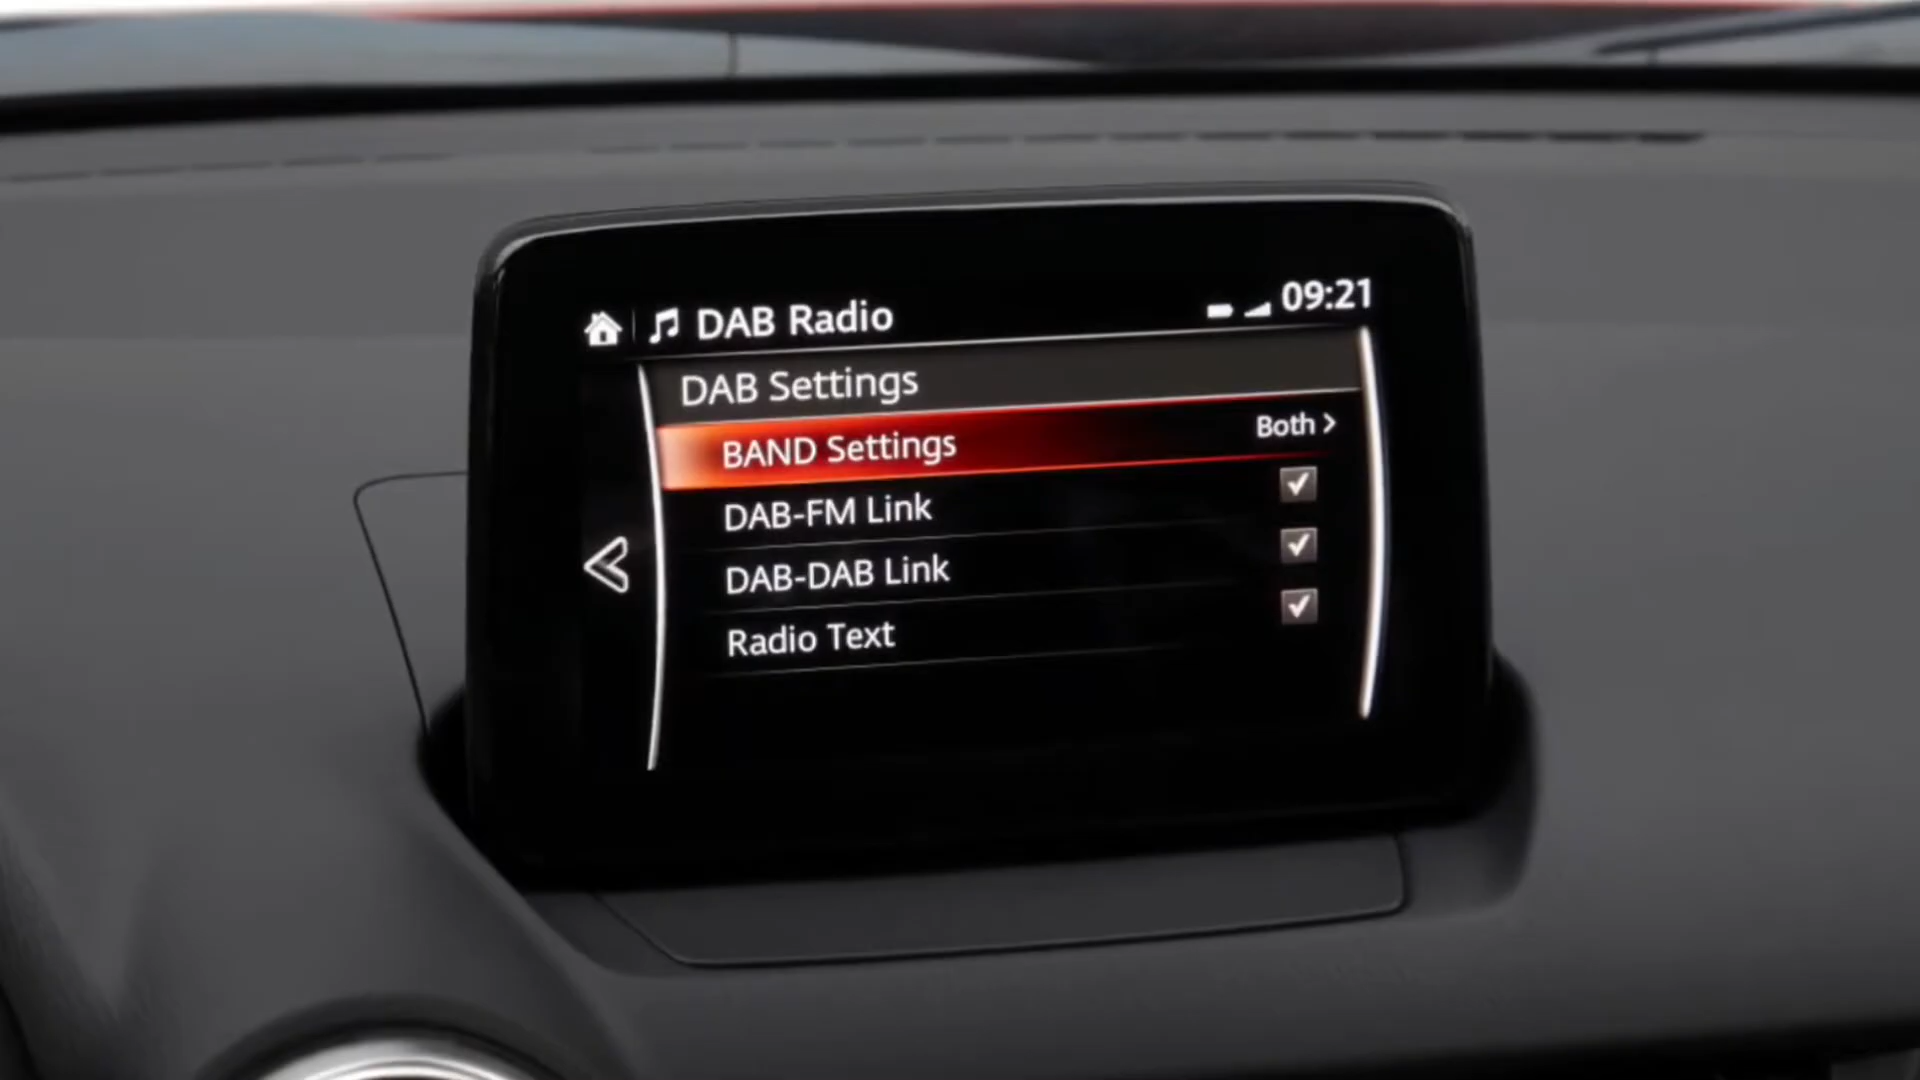 DAB Radio 09:21
DAB Settings
BAND Settings Both >
DAB-FM Link
DAB-DAB Link
Radio Text